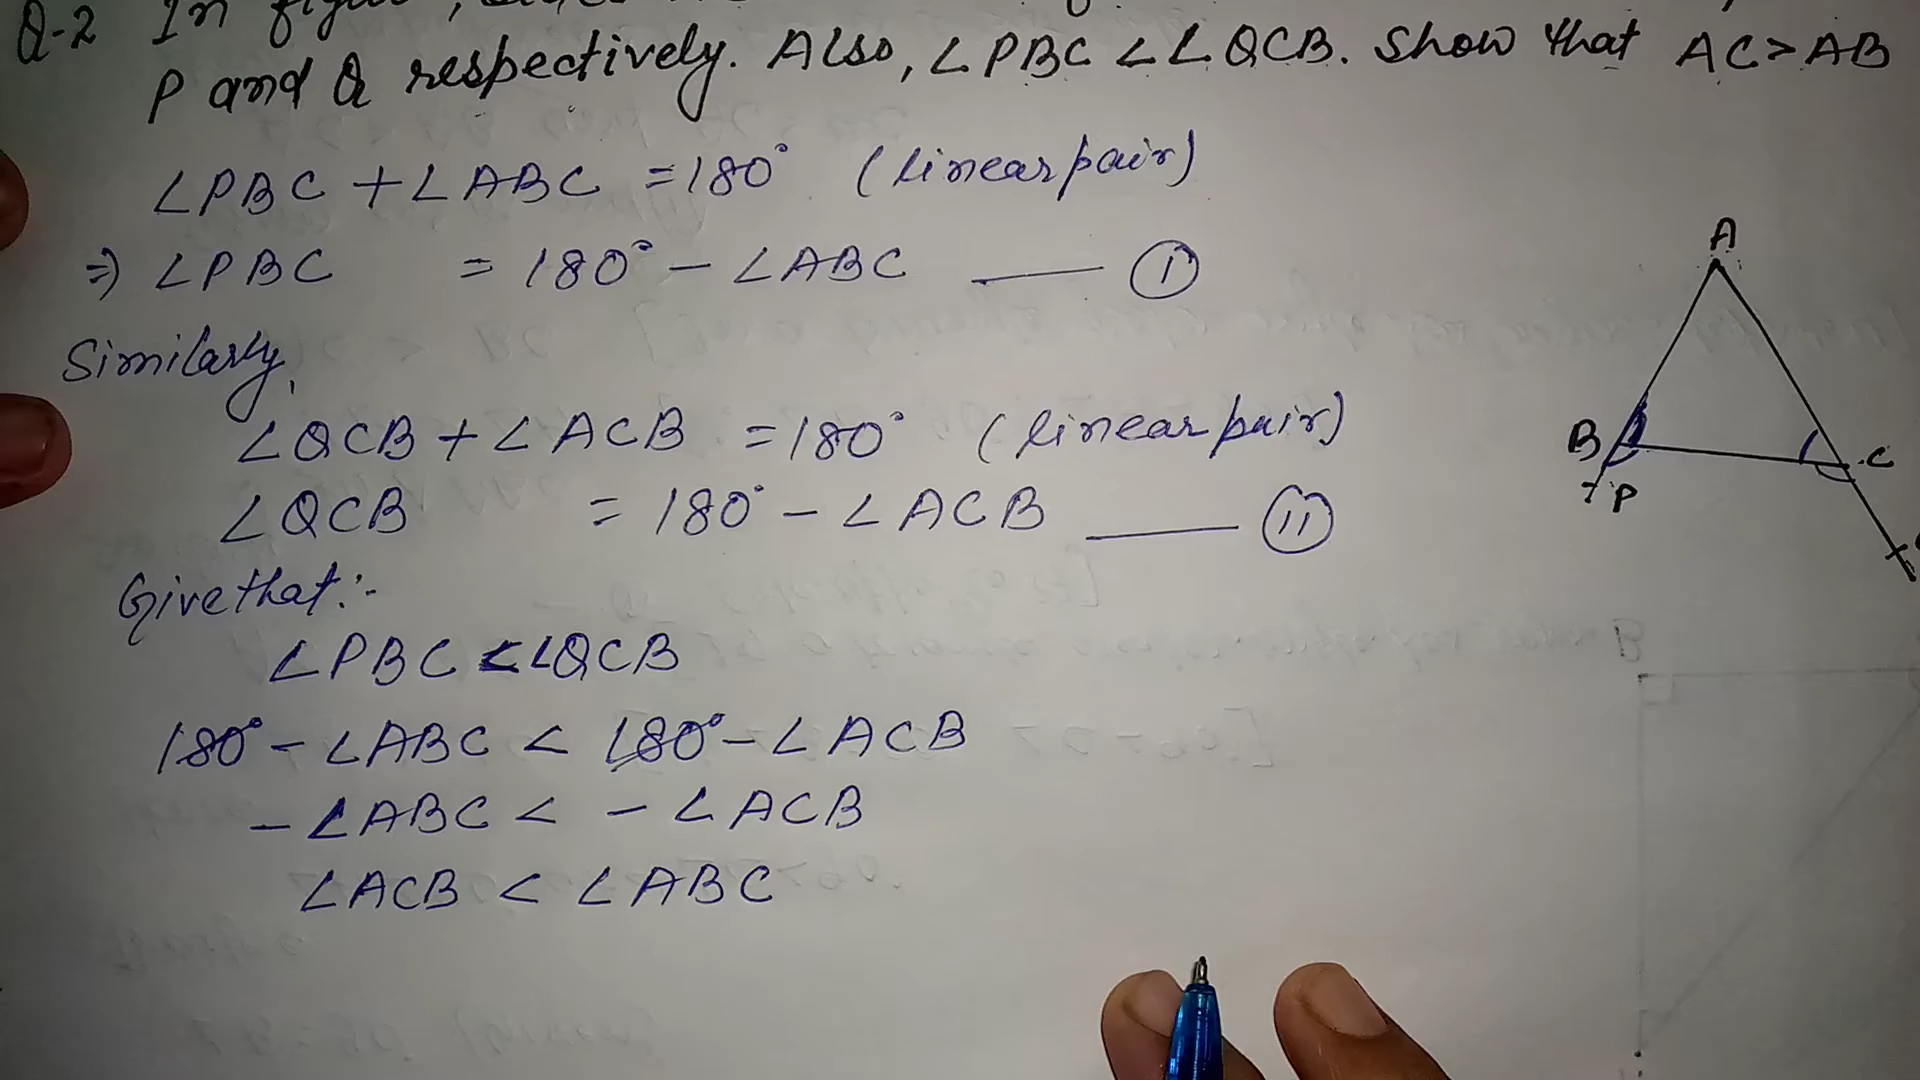 Q-2 In
P and Q respectively. Also, ∠PBC < ∠QCB. Show that AC > AB
∠PBC + ∠ABC = 180° (linear pair)
⇒ ∠PBC = 180° - ∠ABC —— (i)
Similarly,
∠QCB + ∠ACB = 180° (linear pair)
∠QCB = 180° - ∠ACB —— (ii)
Give that :-
∠PBC < ∠QCB
180° - ∠ABC < 180° - ∠ACB
- ∠ABC < - ∠ACB
∠ACB < ∠ABC
A
B
C
P